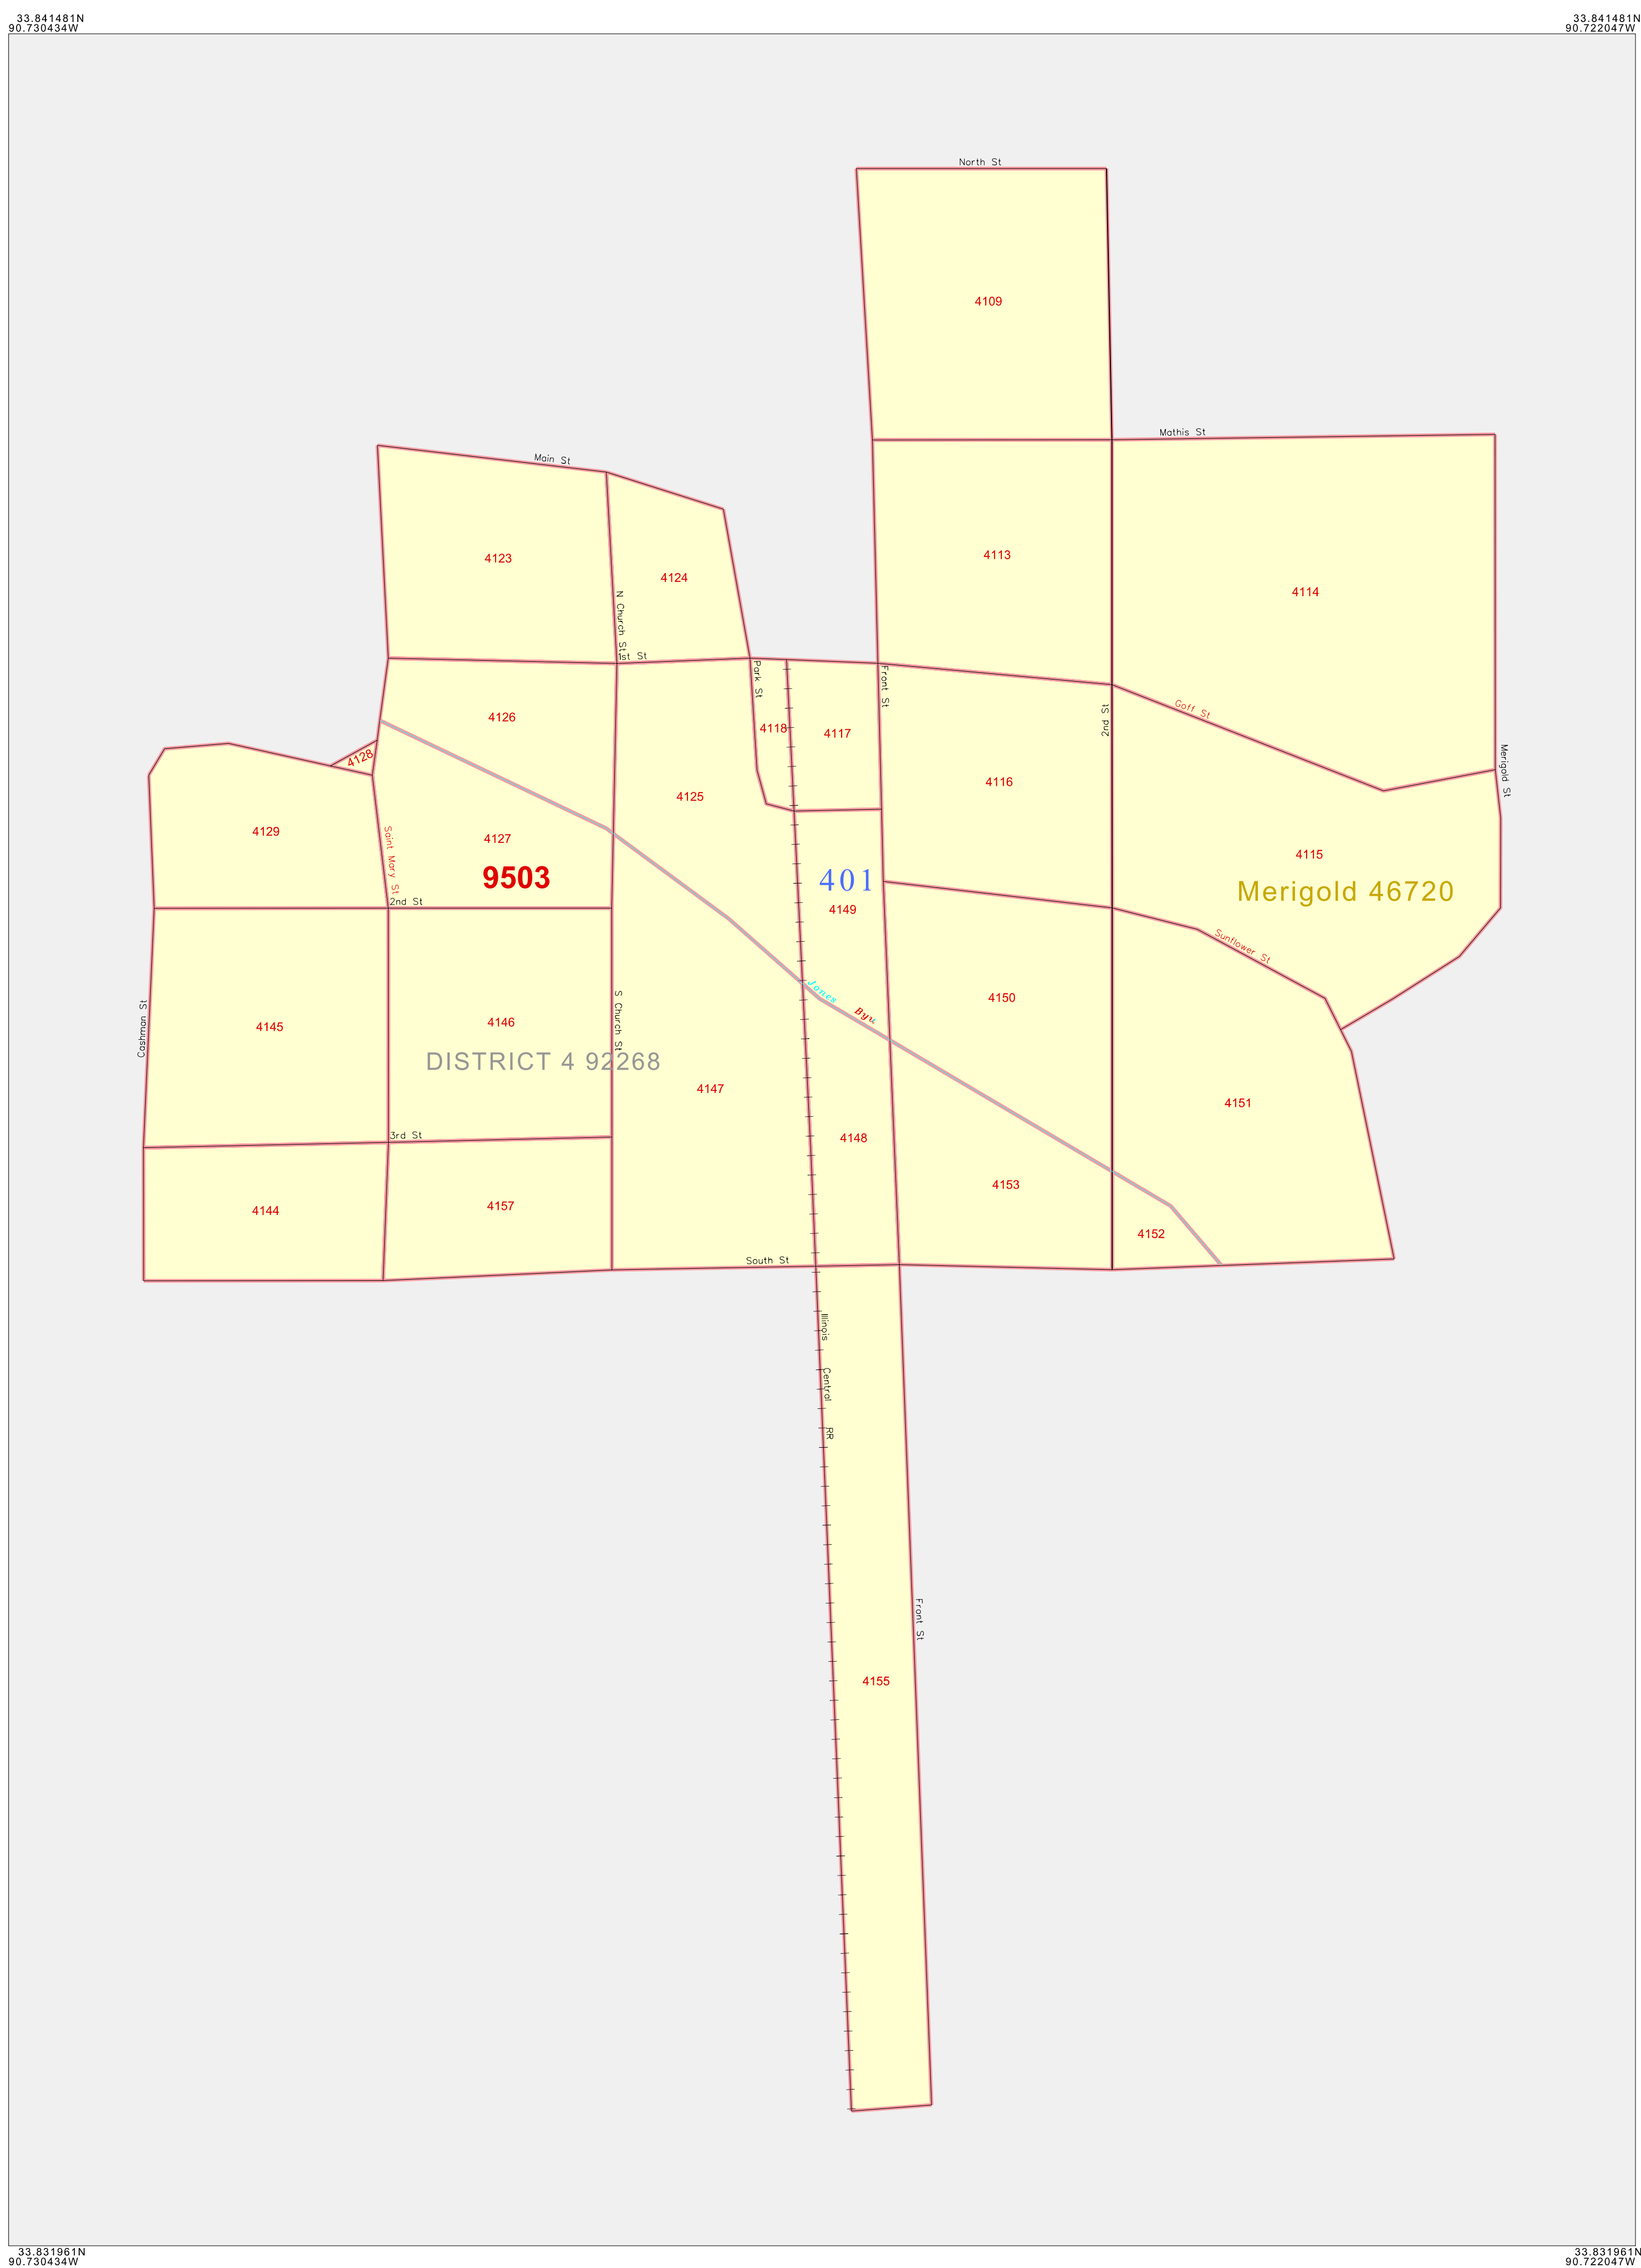 33.841481N
90.730434W
33.841481N
90.722047W
North St
4109
Mathis St
Main St
4123
4124
4113
4114
N Church St
1st St
Park St
Front St
Goff St
2nd St
4126
4118
4117
4128
4116
Merigold St
4125
4129
4127
Saint Mary St
4115
9503
401
Merigold 46720
2nd St
4149
Sunflower St
Jones
Byu
4150
Cashman St
4145
4146
S Church St
DISTRICT 4 92268
4147
4151
3rd St
4148
4153
4144
4157
4152
South St
Illinois Central RR
Front St
4155
33.831961N
90.730434W
33.831961N
90.722047W